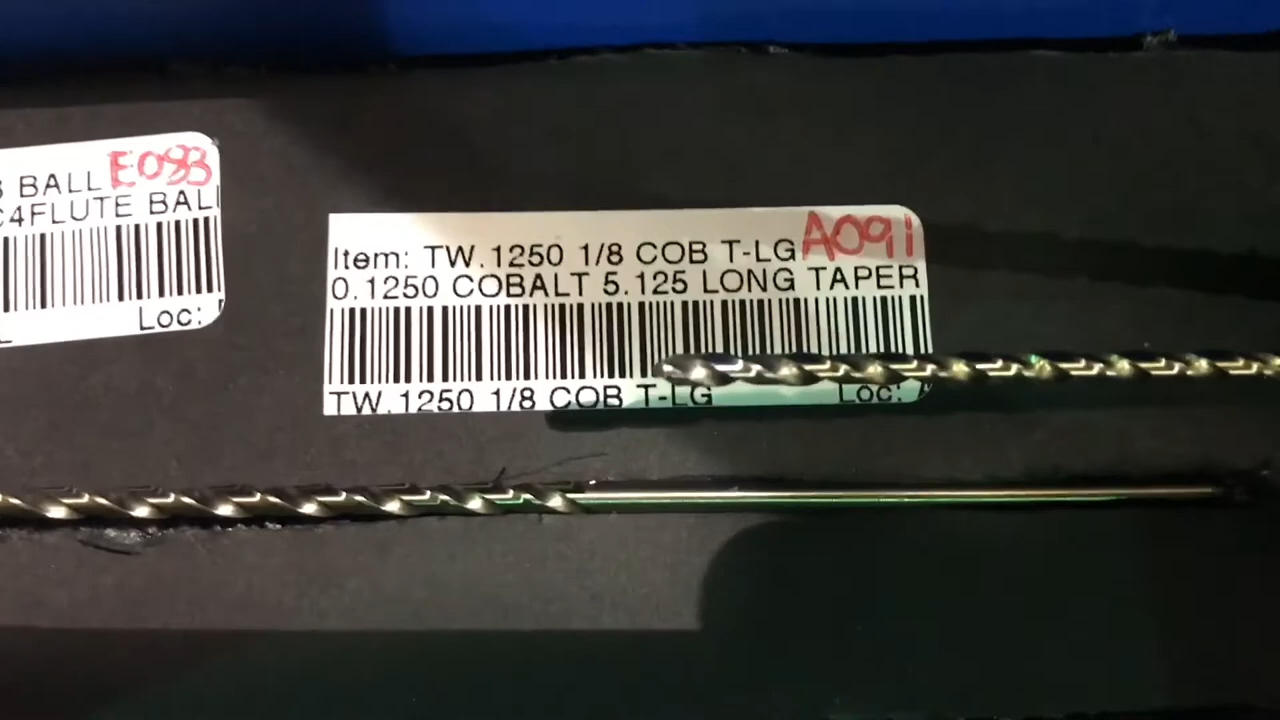 BALL E083
4FLUTE BAL
Loc:
Item: TW.1250 1/8 COB T-LG A091
0.1250 COBALT 5.125 LONG TAPER
TW.1250 1/8 COB T-LG Loc: